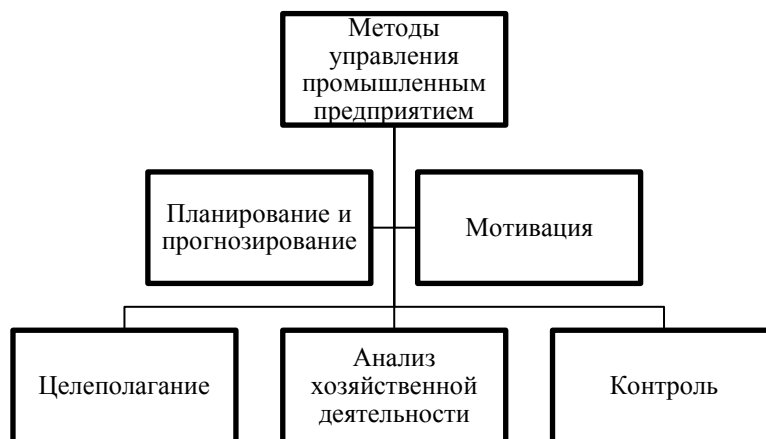 Методы
управления
промышленным
предприятием
Планирование и
прогнозирование
Мотивация
Целеполагание
Анализ
хозяйственной
деятельности
Контроль